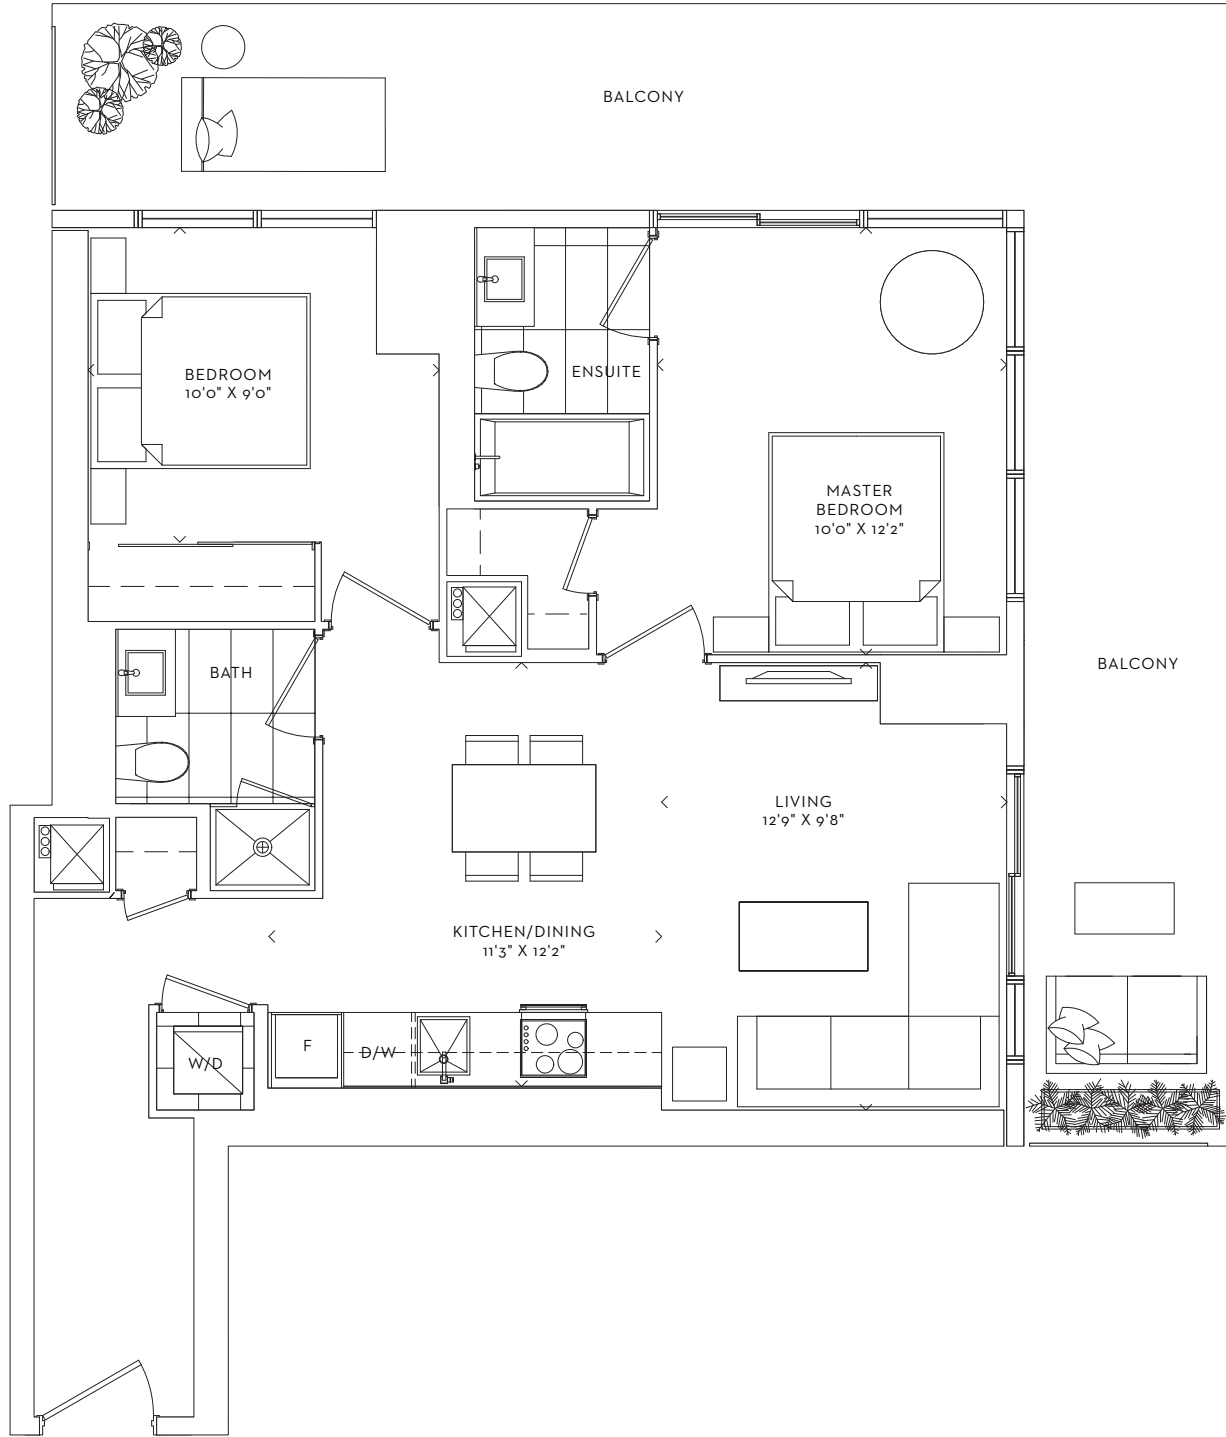 BALCONY
BEDROOM
10'0" X 9'0"
ENSUITE
MASTER
BEDROOM
10'0" X 12'2"
BATH
BALCONY
LIVING
12'9" X 9'8"
KITCHEN/DINING
11'3" X 12'2"
F
D/W
W/D